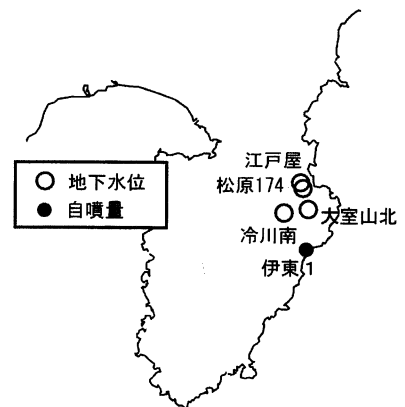 江戸屋
松原174
地下水位
自噴量
大室山北
冷川南
伊東1